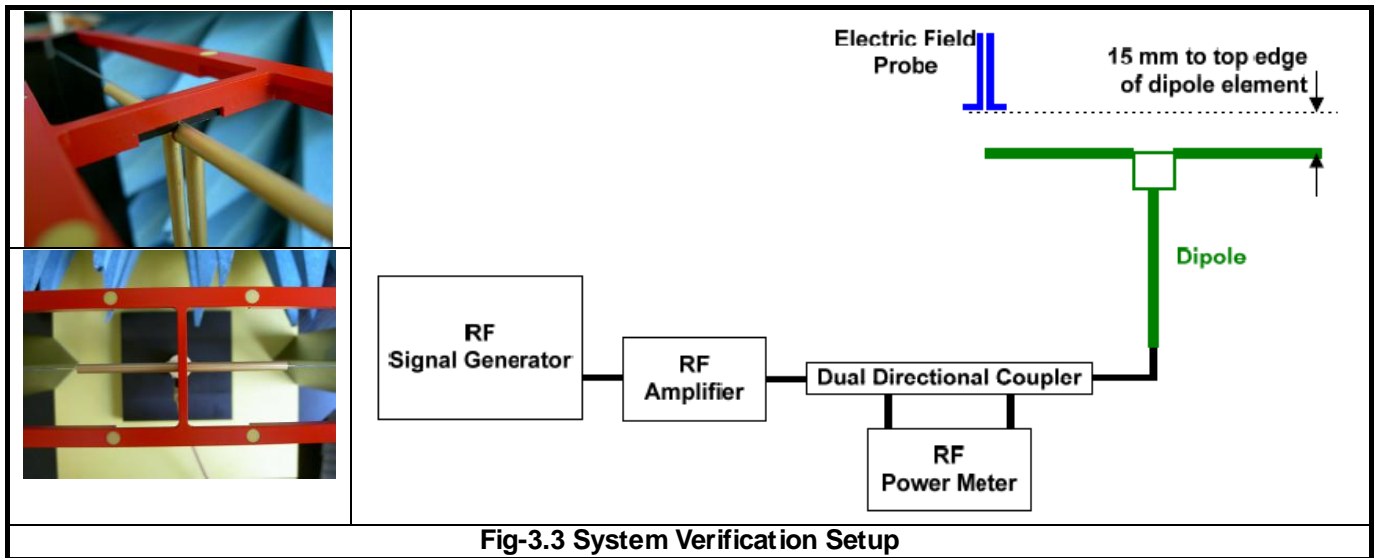 Electric Field
Probe
15 mm to top edge
of dipole element
Dipole
RF
Signal Generator
RF
Amplifier
Dual Directional Coupler
RF
Power Meter
Fig-3.3 System Verification Setup